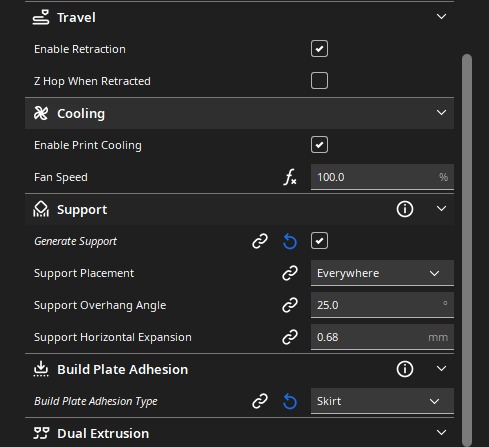 Travel
Enable Retraction
Z Hop When Retracted
Cooling
Enable Print Cooling
Fan Speed fx 100.0 %
Support
Generate Support
Support Placement Everywhere
Support Overhang Angle 25.0 °
Support Horizontal Expansion 0.68 mm
Build Plate Adhesion
Build Plate Adhesion Type Skirt
Dual Extrusion